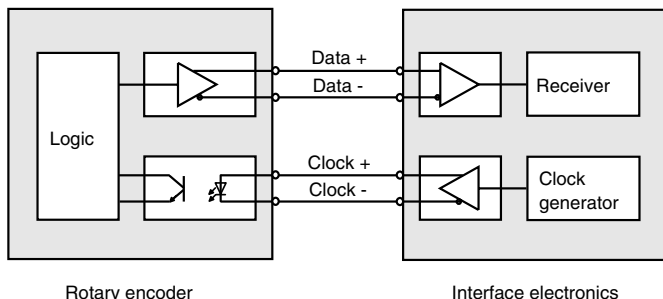 Data +
Data -
Receiver
Logic
Clock +
Clock -
Clock
generator
Rotary encoder
Interface electronics